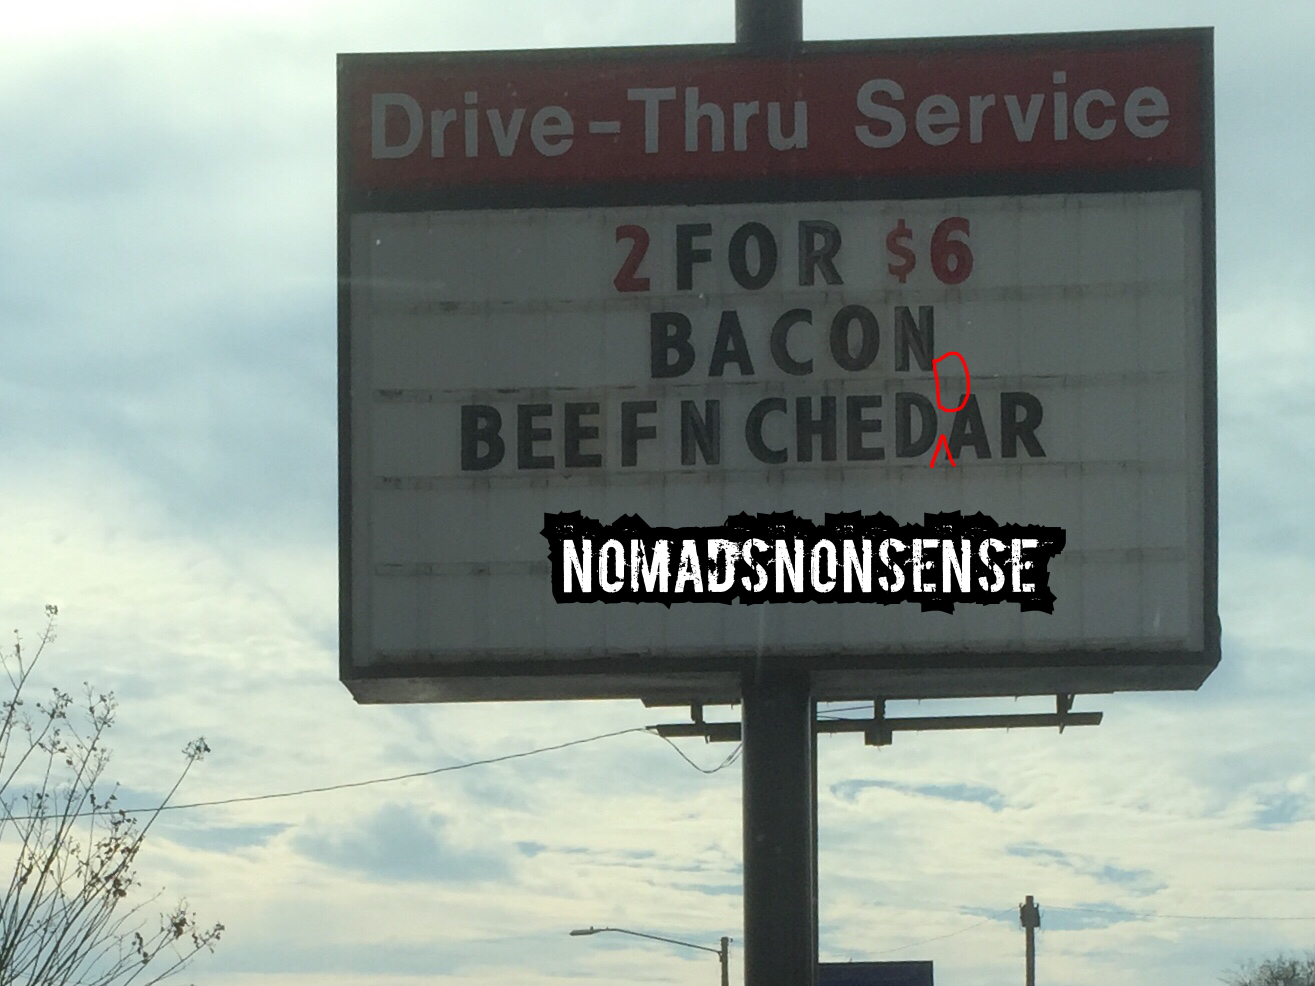 Drive-Thru Service
2 FOR $6
BACON
BEEF N CHEDAR
D
NOMADSNONSENSE